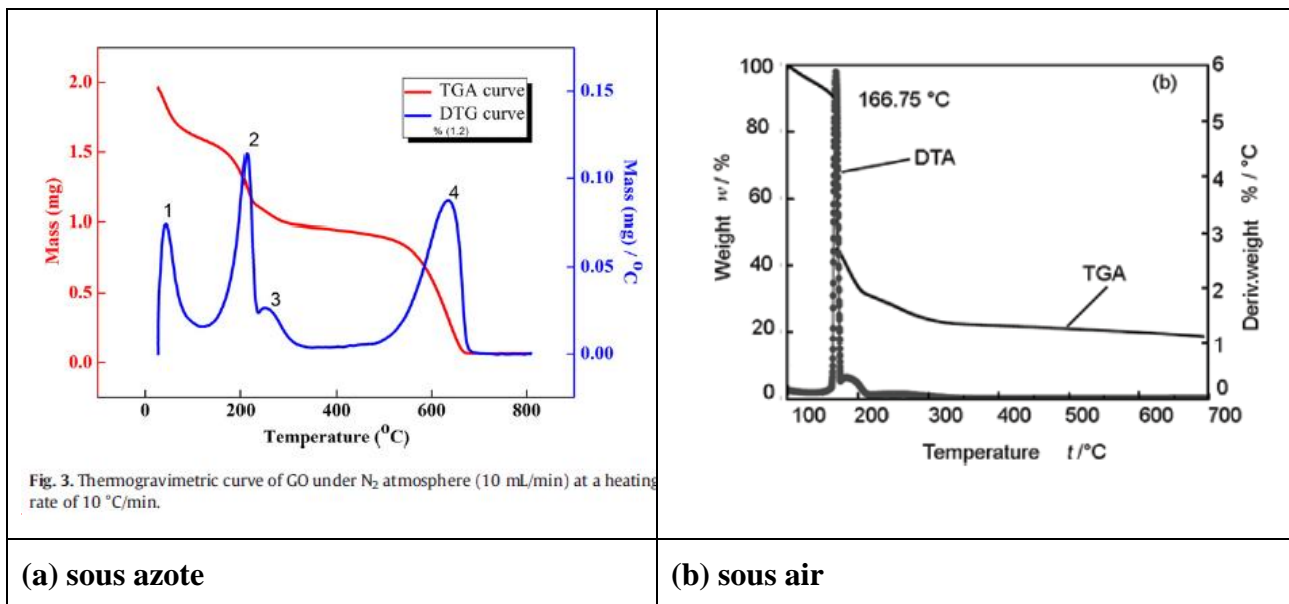 2.0
1.5
1.0
0.5
0.0
Mass (mg)
TGA curve
DTG curve
% (1.2)
1
2
3
4
0.15
0.10
0.05
0.00
Mass (mg) / °C
0
200
400
600
800
Temperature (°C)
Fig. 3. Thermogravimetric curve of GO under N₂ atmosphere (10 mL/min) at a heating
rate of 10 °C/min.
(a) sous azote
100
80
60
40
20
0
Weight w/ %
166.75 °C
(b)
DTA
TGA
6
5
4
3
2
1
0
Deriv.weight % / °C
100
200
300
400
500
600
700
Temperature t/°C
(b) sous air